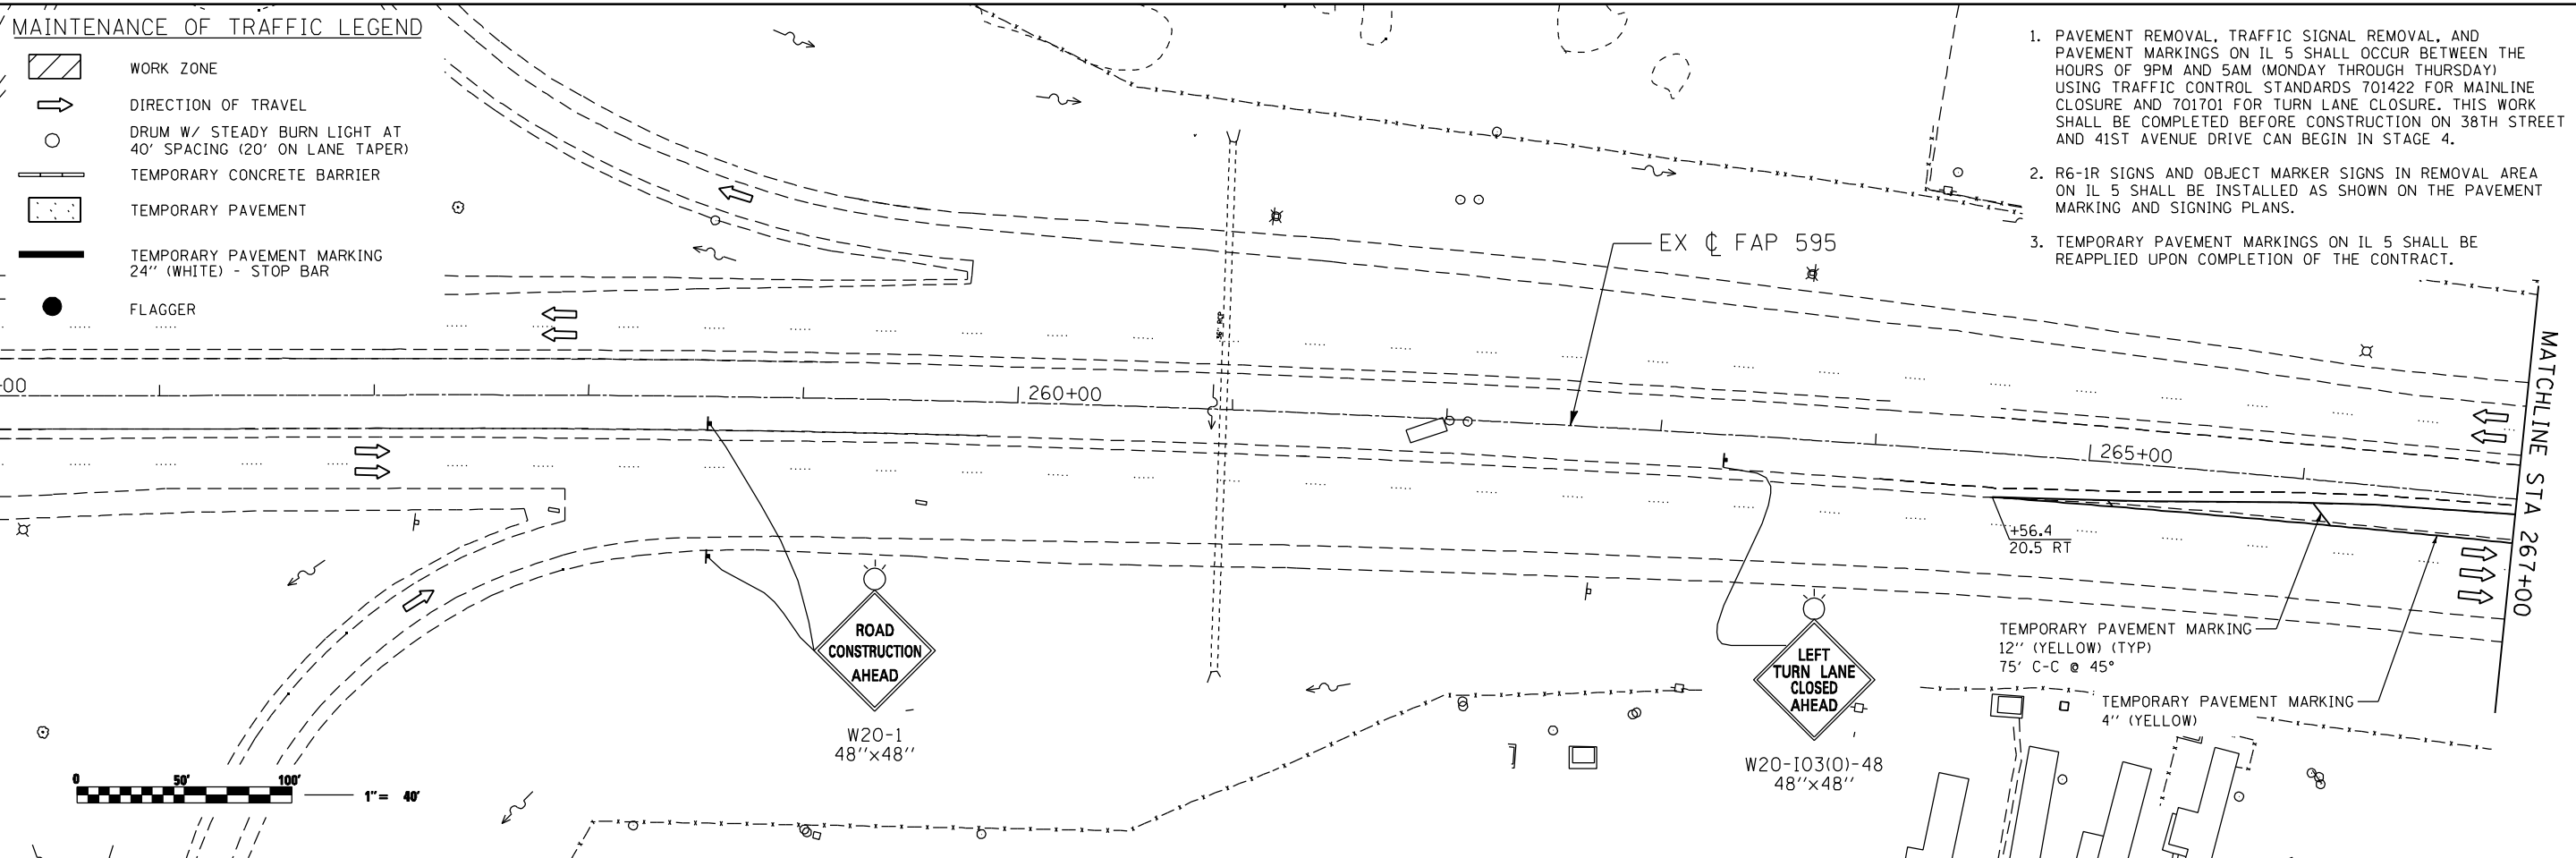 MAINTENANCE OF TRAFFIC LEGEND
WORK ZONE
DIRECTION OF TRAVEL
DRUM W/ STEADY BURN LIGHT AT
40' SPACING (20' ON LANE TAPER)
TEMPORARY CONCRETE BARRIER
TEMPORARY PAVEMENT
TEMPORARY PAVEMENT MARKING
24" (WHITE) - STOP BAR
FLAGGER
1. PAVEMENT REMOVAL, TRAFFIC SIGNAL REMOVAL, AND
PAVEMENT MARKINGS ON IL 5 SHALL OCCUR BETWEEN THE
HOURS OF 9PM AND 5AM (MONDAY THROUGH THURSDAY)
USING TRAFFIC CONTROL STANDARDS 701422 FOR MAINLINE
CLOSURE AND 701701 FOR TURN LANE CLOSURE. THIS WORK
SHALL BE COMPLETED BEFORE CONSTRUCTION ON 38TH STREET
AND 41ST AVENUE DRIVE CAN BEGIN IN STAGE 4.
2. R6-1R SIGNS AND OBJECT MARKER SIGNS IN REMOVAL AREA
ON IL 5 SHALL BE INSTALLED AS SHOWN ON THE PAVEMENT
MARKING AND SIGNING PLANS.
3. TEMPORARY PAVEMENT MARKINGS ON IL 5 SHALL BE
REAPPLIED UPON COMPLETION OF THE CONTRACT.
EX ℄ FAP 595
-00
260+00
265+00
MATCHLINE STA 267+00
+56.4
20.5 RT
ROAD
CONSTRUCTION
AHEAD
W20-1
48"x48"
LEFT
TURN LANE
CLOSED
AHEAD
W20-I03(O)-48
48"x48"
TEMPORARY PAVEMENT MARKING
12" (YELLOW) (TYP)
75' C-C @ 45°
TEMPORARY PAVEMENT MARKING
4" (YELLOW)
0 50' 100'
1"= 40'